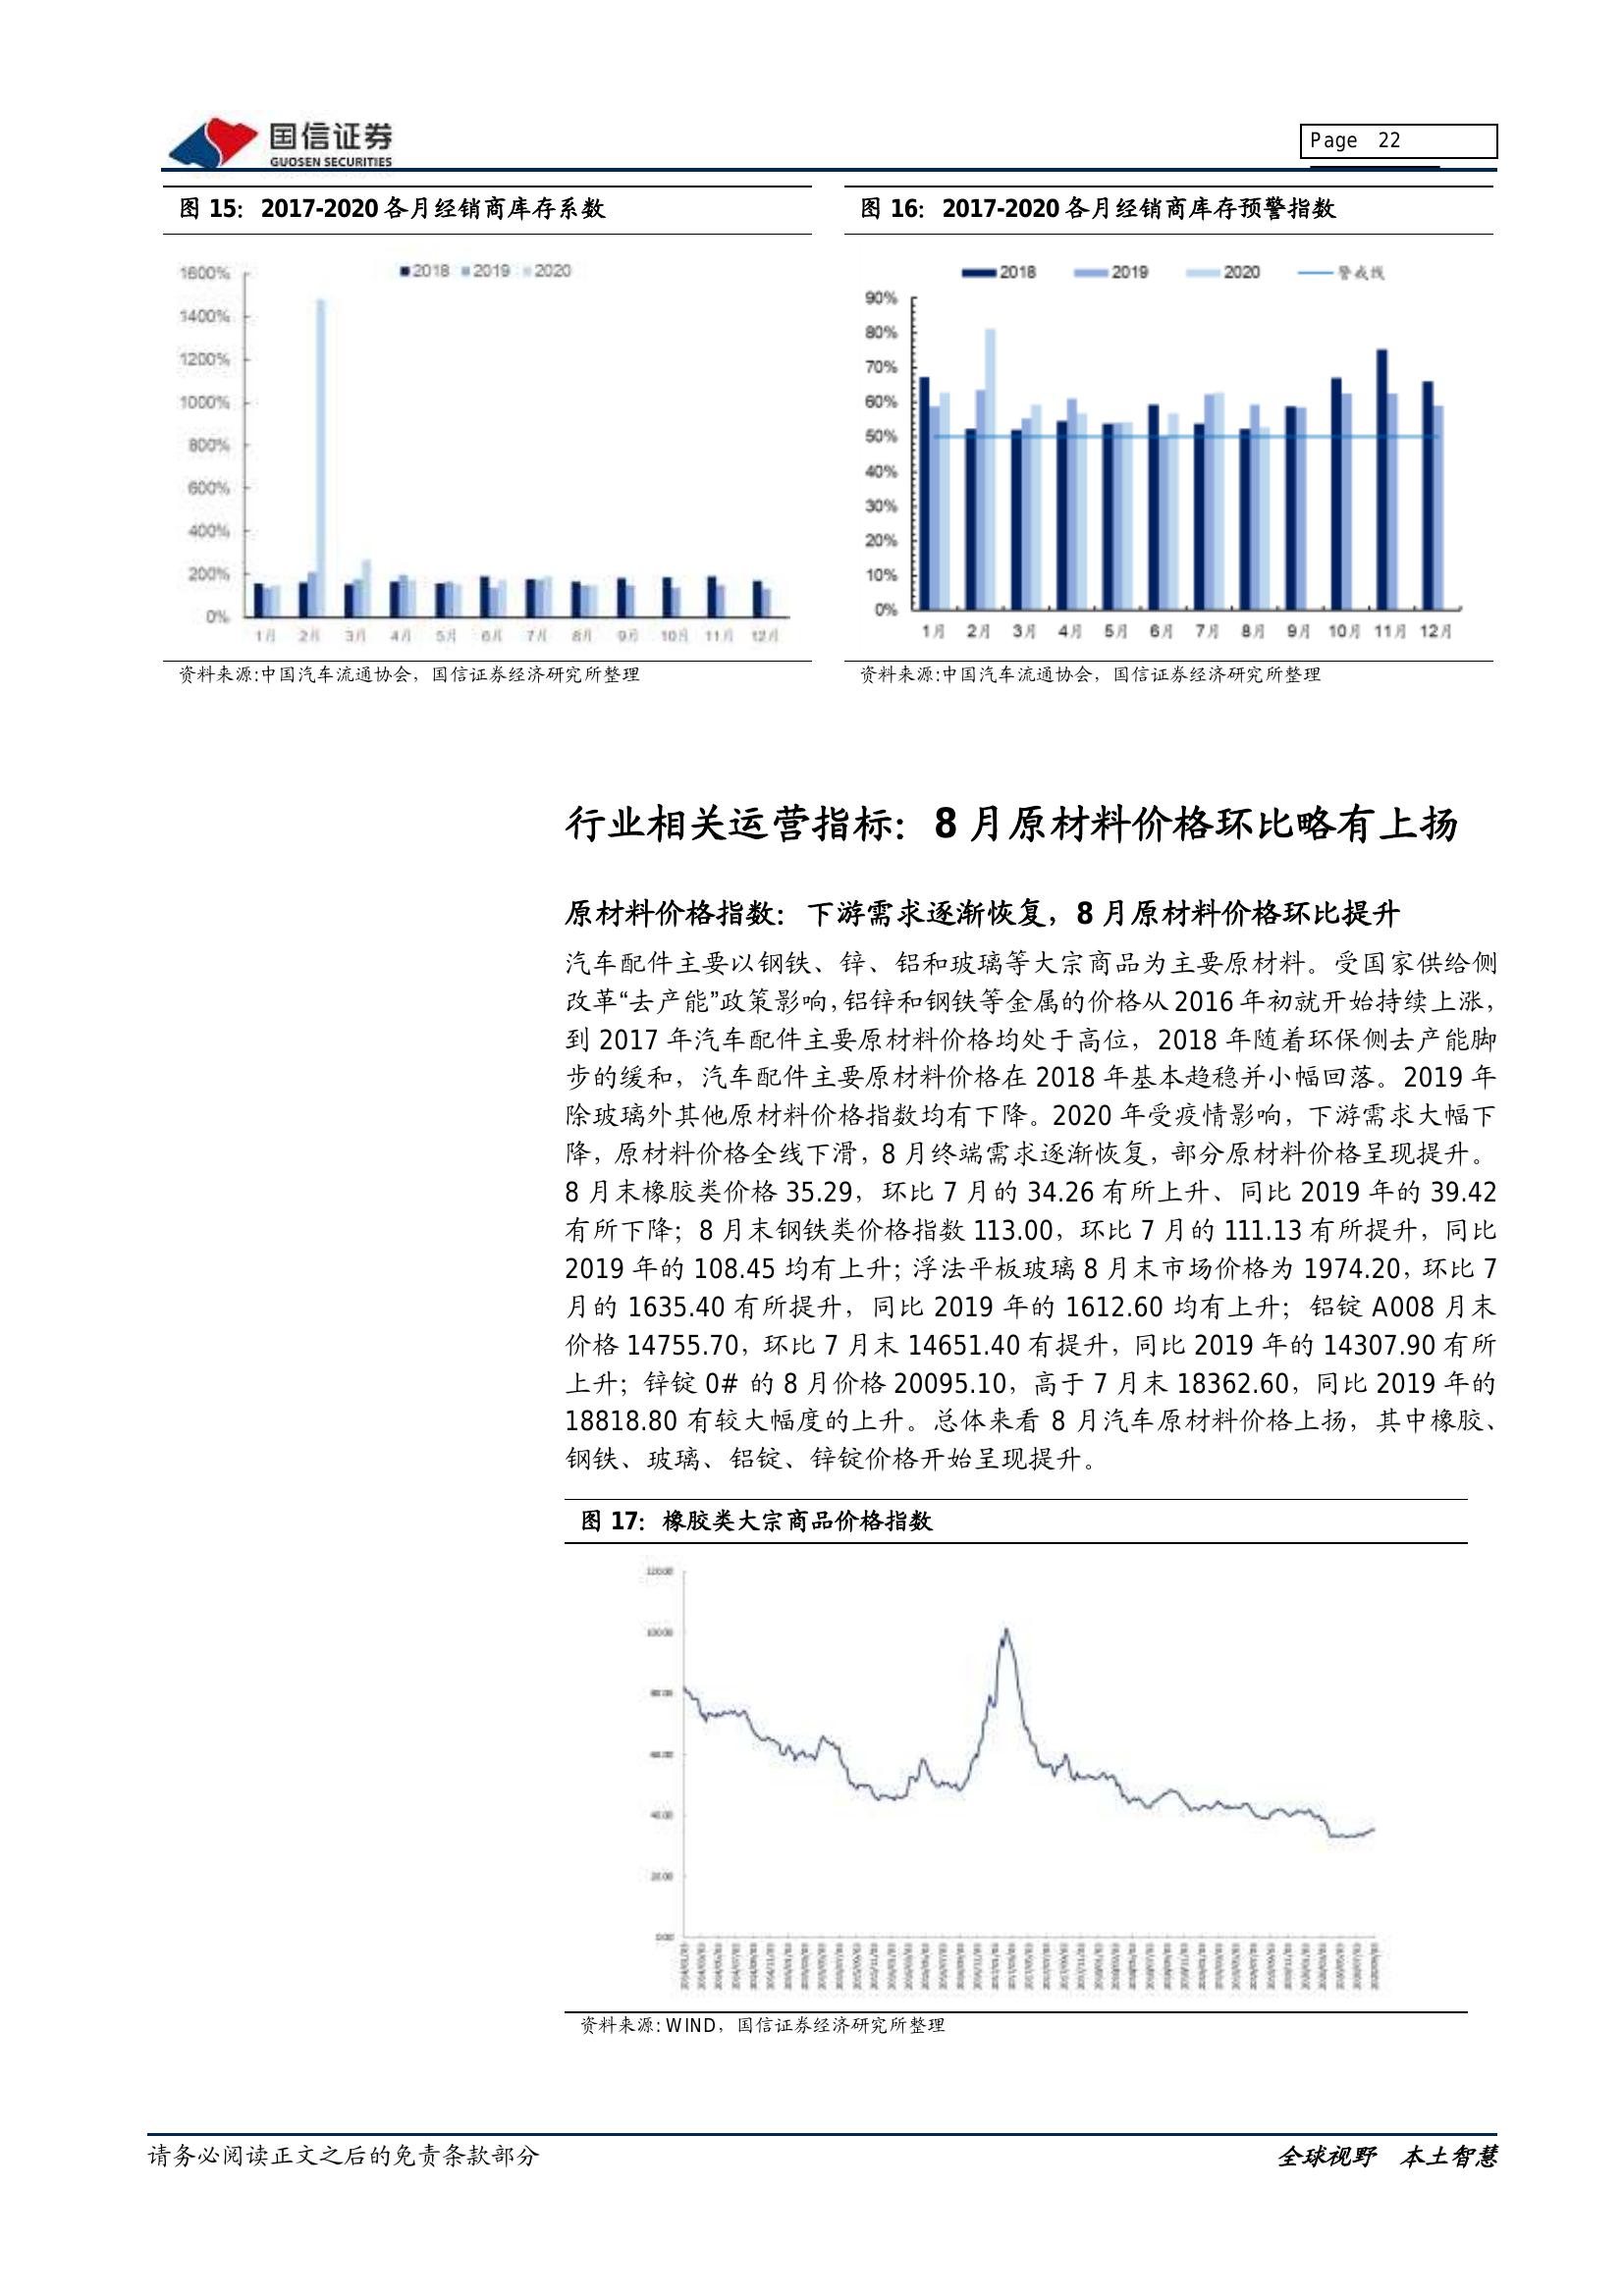 国信证券
GUOSEN SECURITIES
Page 22
图 15：2017-2020 各月经销商库存系数
2018 2019 2020
1600%
1400%
1200%
1000%
800%
600%
400%
200%
0%
1月 2月 3月 4月 5月 6月 7月 8月 9月 10月 11月 12月
资料来源:中国汽车流通协会，国信证券经济研究所整理
图 16：2017-2020 各月经销商库存预警指数
2018 2019 2020 警戒线
90%
80%
70%
60%
50%
40%
30%
20%
10%
0%
1月 2月 3月 4月 5月 6月 7月 8月 9月 10月 11月 12月
资料来源:中国汽车流通协会，国信证券经济研究所整理
行业相关运营指标：8 月原材料价格环比略有上扬
原材料价格指数：下游需求逐渐恢复，8 月原材料价格环比提升
汽车配件主要以钢铁、锌、铝和玻璃等大宗商品为主要原材料。受国家供给侧
改革“去产能”政策影响，铝锌和钢铁等金属的价格从 2016 年初就开始持续上涨，
到 2017 年汽车配件主要原材料价格均处于高位，2018 年随着环保侧去产能脚
步的缓和，汽车配件主要原材料价格在 2018 年基本趋稳并小幅回落。2019 年
除玻璃外其他原材料价格指数均有下降。2020 年受疫情影响，下游需求大幅下
降，原材料价格全线下滑，8 月终端需求逐渐恢复，部分原材料价格呈现提升。
8 月末橡胶类价格 35.29，环比 7 月的 34.26 有所上升、同比 2019 年的 39.42
有所下降；8 月末钢铁类价格指数 113.00，环比 7 月的 111.13 有所提升，同比
2019 年的 108.45 均有上升；浮法平板玻璃 8 月末市场价格为 1974.20，环比 7
月的 1635.40 有所提升，同比 2019 年的 1612.60 均有上升；铝锭 A008 月末
价格 14755.70，环比 7 月末 14651.40 有提升，同比 2019 年的 14307.90 有所
上升；锌锭 0# 的 8 月价格 20095.10，高于 7 月末 18362.60，同比 2019 年的
18818.80 有较大幅度的上升。总体来看 8 月汽车原材料价格上扬，其中橡胶、
钢铁、玻璃、铝锭、锌锭价格开始呈现提升。
图 17：橡胶类大宗商品价格指数
120.00
100.00
80.00
60.00
40.00
20.00
0.00
资料来源: WIND，国信证券经济研究所整理
请务必阅读正文之后的免责条款部分
全球视野 本土智慧